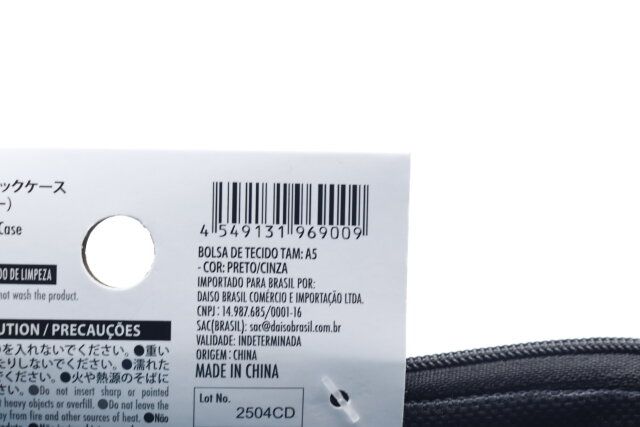 ックケース
ー)
Case
DO DE LIMPEZA
not wash the product.
UTION / PRECAUÇÕES
を入れないでください。●重い
たりしないでください。●濡れた
てください。●火や熱源のそばに
さい。●Do not insert sharp or pointed
t heavy objects or overfill. ●Do not leave the
ay from fire and other sources of heat. ●Não
4 549131 969009
BOLSA DE TECIDO TAM: A5
- COR: PRETO/CINZA
IMPORTADO PARA BRASIL POR:
DAISO BRASIL COMÉRCIO E IMPORTAÇÃO LTDA.
CNPJ : 14.987.685/0001-16
SAC(BRASIL): sac@daisobrasil.com.br
VALIDADE: INDETERMINADA
ORIGEM : CHINA
MADE IN CHINA
Lot No.
2504CD